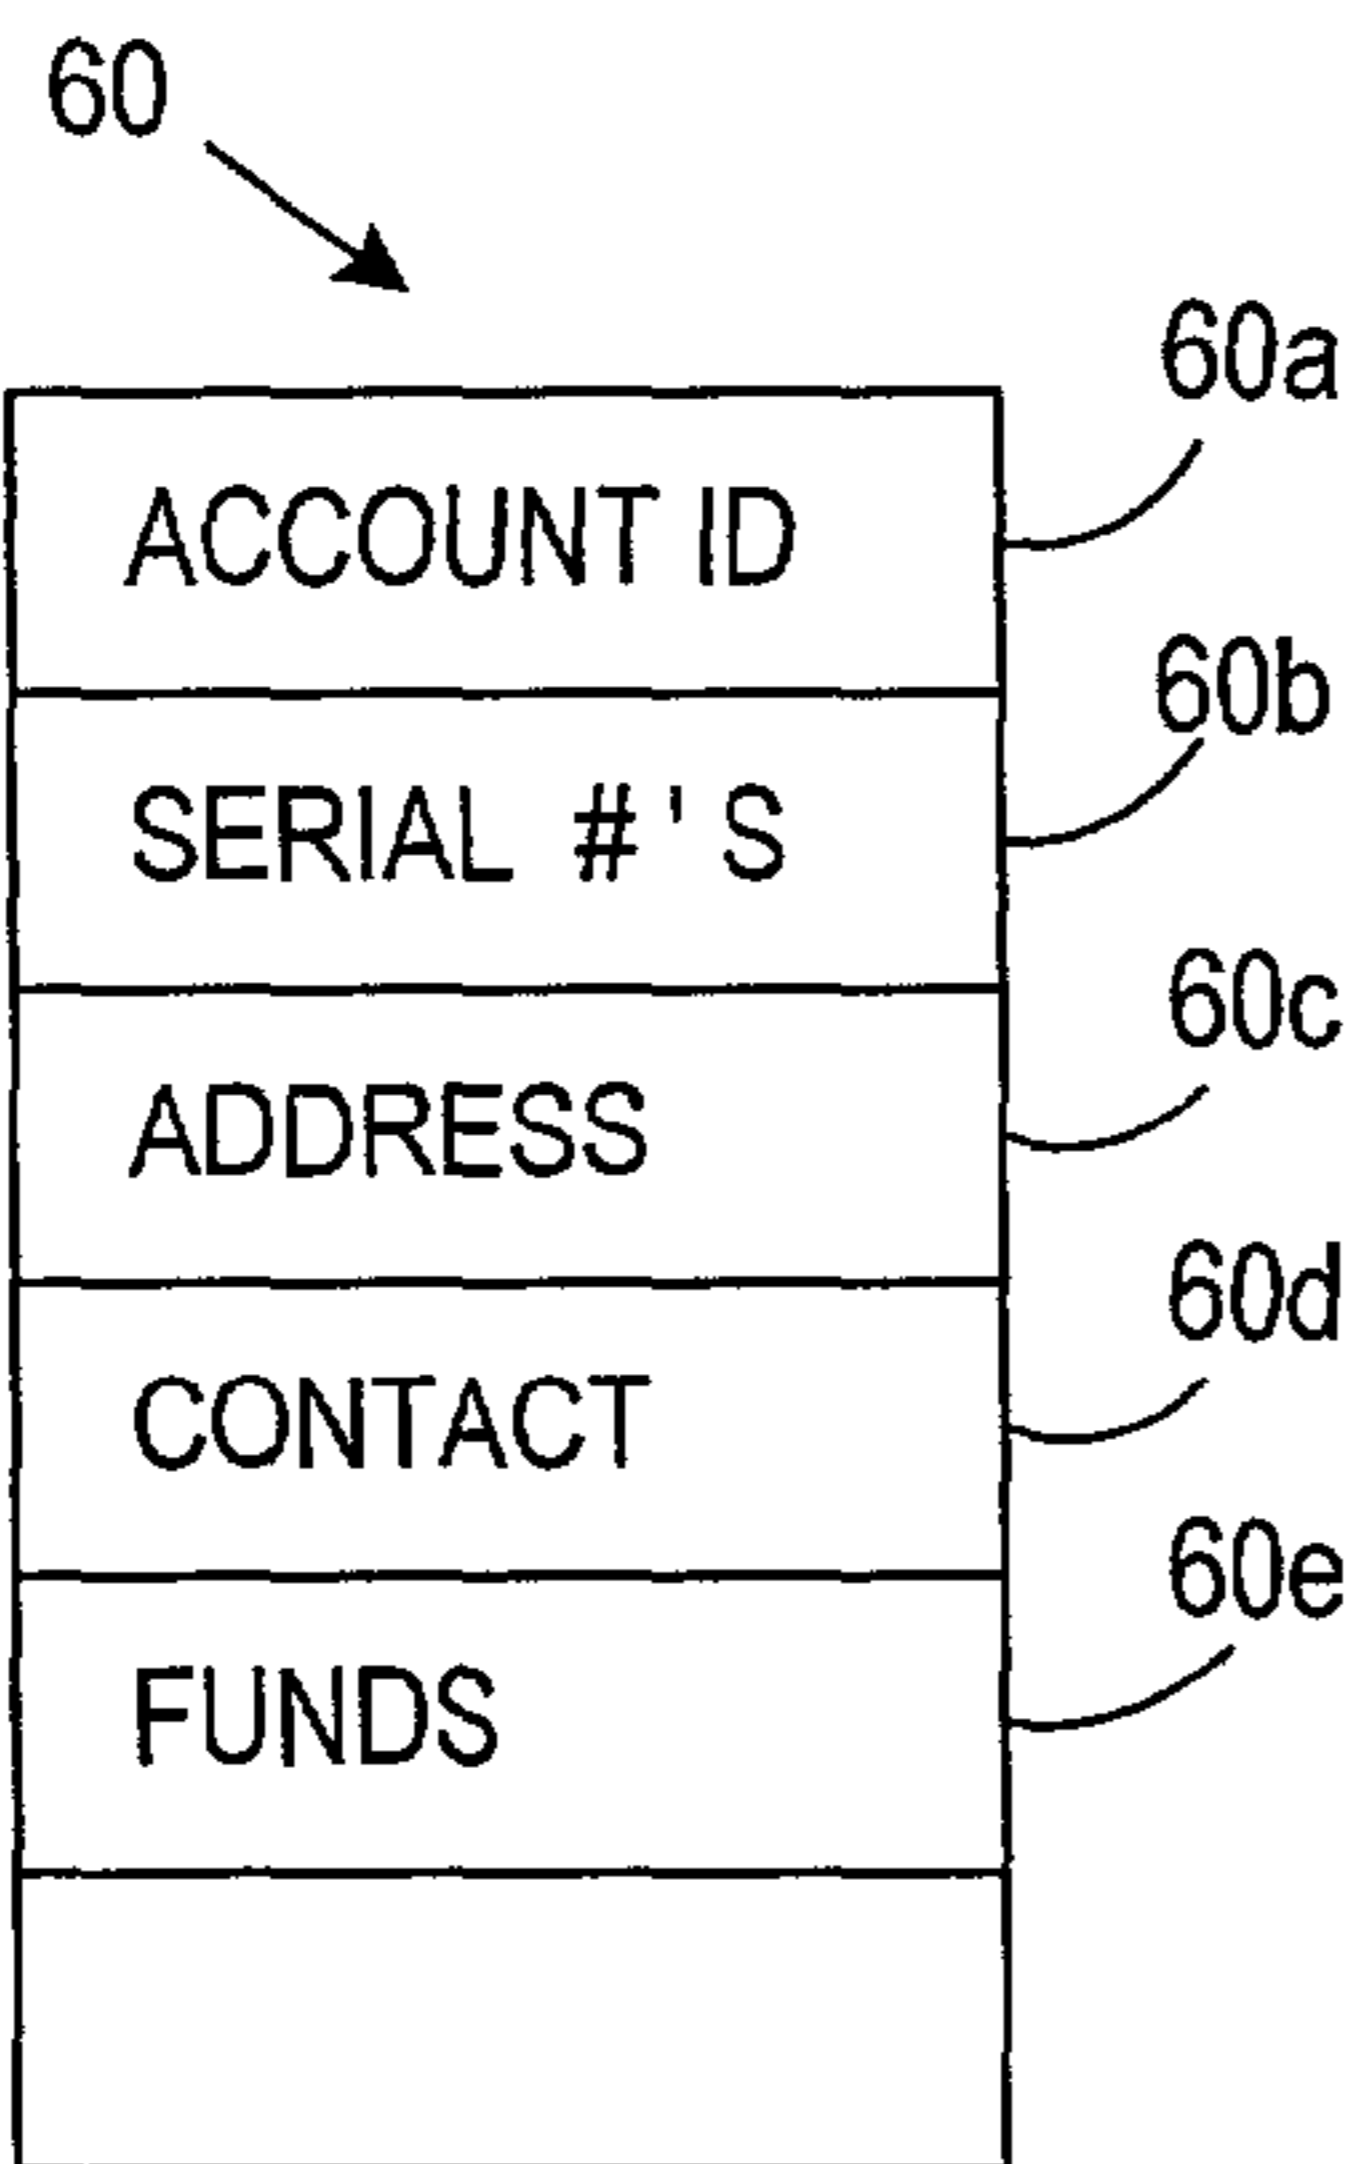 60
60a
ACCOUNT ID
60b
SERIAL #'S
60c
ADDRESS
60d
CONTACT
60e
FUNDS